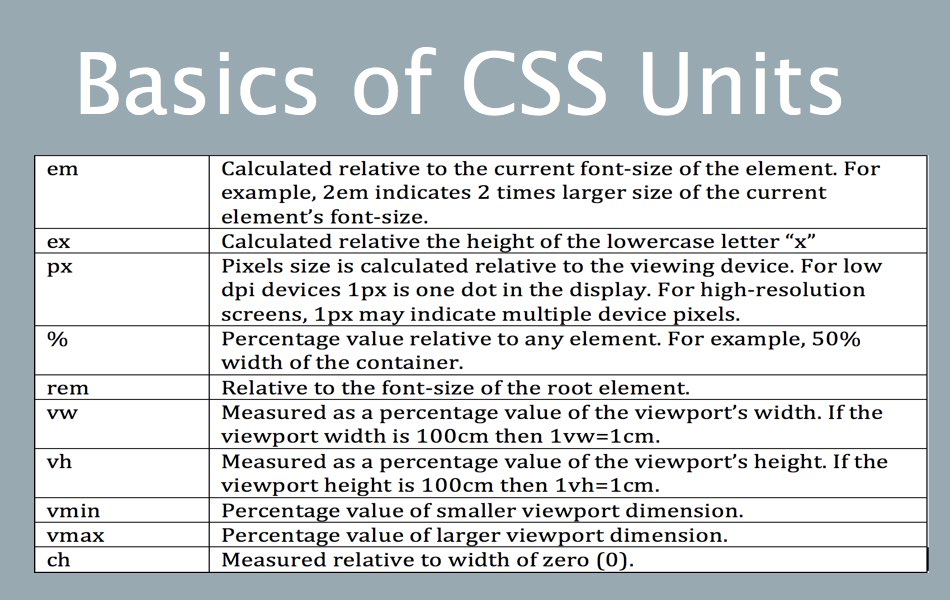 Basics of CSS Units
em
Calculated relative to the current font-size of the element. For
example, 2em indicates 2 times larger size of the current
element’s font-size.
ex
Calculated relative the height of the lowercase letter “x”
px
Pixels size is calculated relative to the viewing device. For low
dpi devices 1px is one dot in the display. For high-resolution
screens, 1px may indicate multiple device pixels.
%
Percentage value relative to any element. For example, 50%
width of the container.
rem
Relative to the font-size of the root element.
vw
Measured as a percentage value of the viewport’s width. If the
viewport width is 100cm then 1vw=1cm.
vh
Measured as a percentage value of the viewport’s height. If the
viewport height is 100cm then 1vh=1cm.
vmin
Percentage value of smaller viewport dimension.
vmax
Percentage value of larger viewport dimension.
ch
Measured relative to width of zero (0).